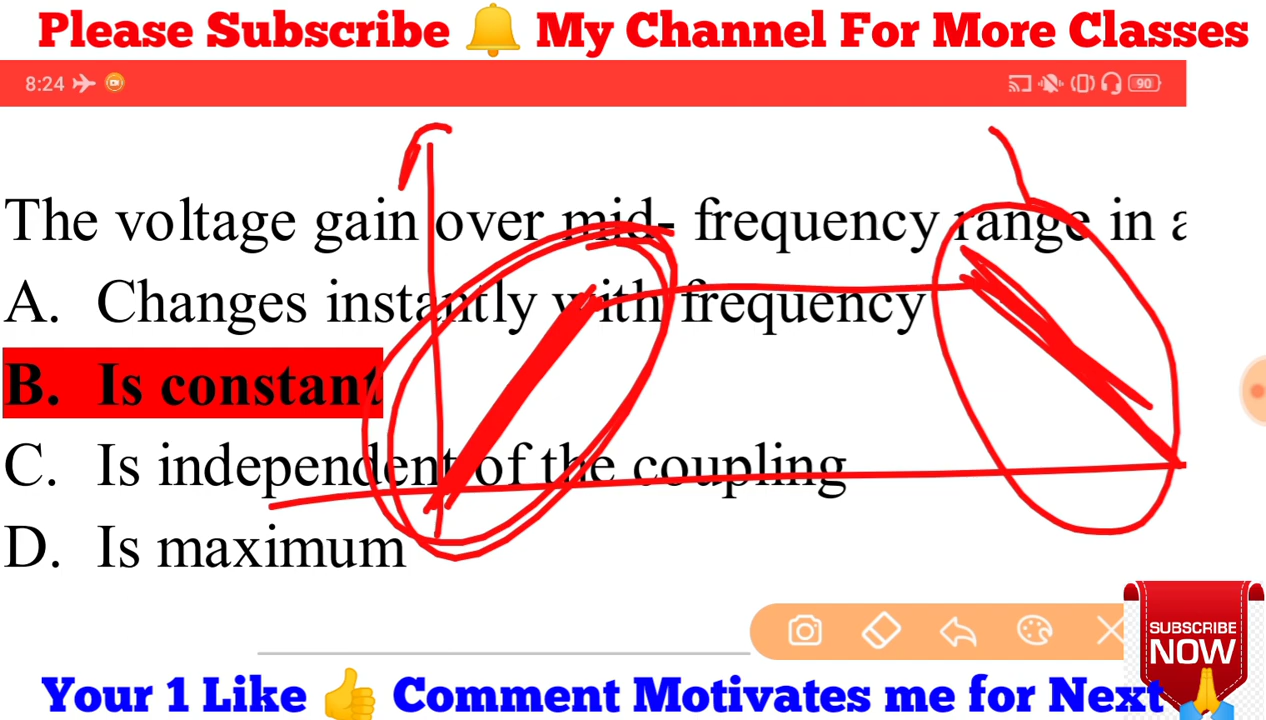 Please Subscribe 🔔 My Channel For More Classes
8:24 90
The voltage gain over mid- frequency range in a
A. Changes instantly with frequency
B. Is constant
C. Is independent of the coupling
D. Is maximum
SUBSCRIBE
NOW
Your 1 Like 👍 Comment Motivates me for Next 🙏